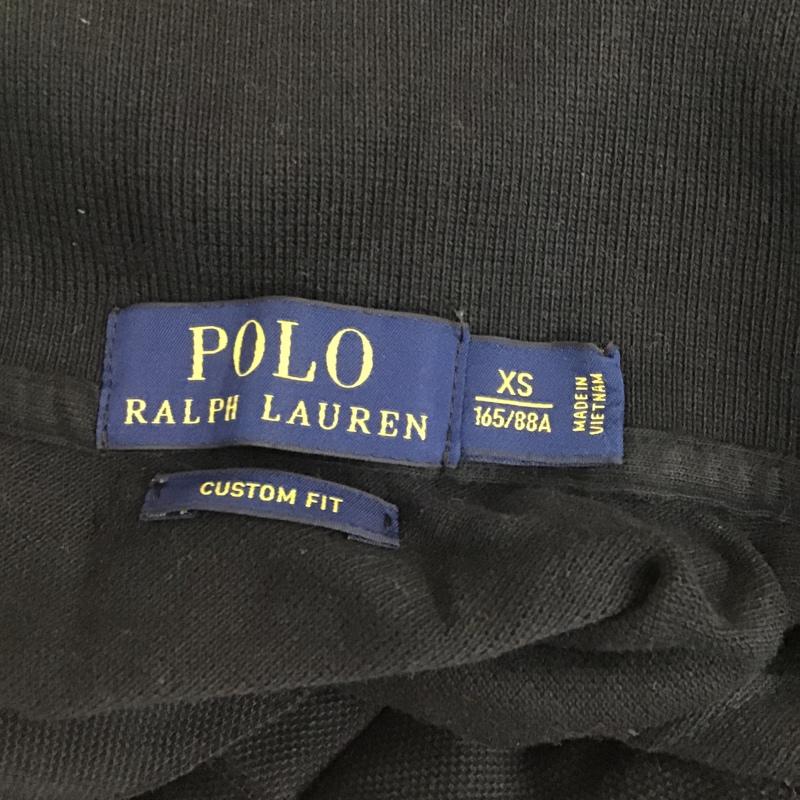 POLO
RALPH LAUREN
XS
165/88A
MADE IN
VIETNAM
CUSTOM FIT